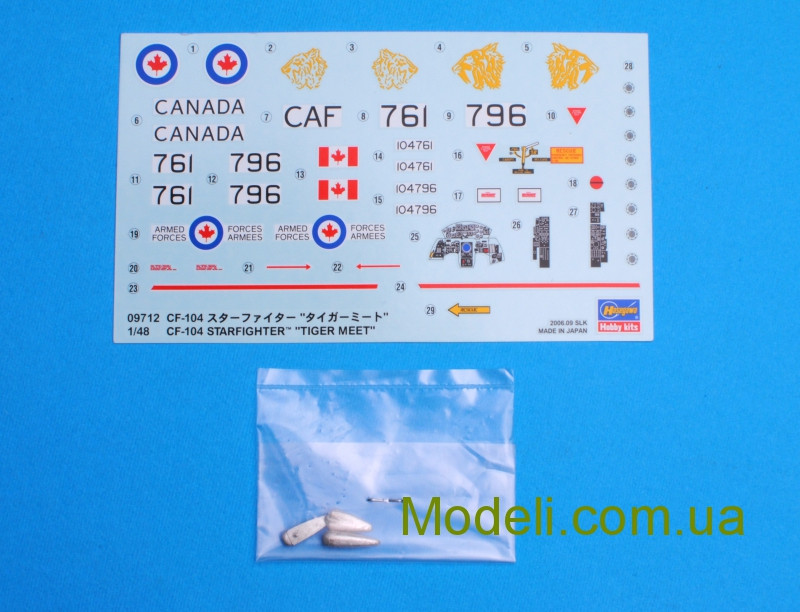 1 2 3 4 5 28
6 CANADA 7 CAF 8 761 9 796 10
CANADA
104761 16 RESCUE
11 761 12 796 13 14 104761
761 796 15 104796 17 18
104796
19 ARMED FORCES FORCES ARMEES ARMED FORCES FORCES ARMEES 25 26 27
20 21 22
23 24
29 RESCUE
09712 CF-104 スターファイター "タイガーミート"
1/48 CF-104 STARFIGHTER™ "TIGER MEET"
2006.09 SLK
MADE IN JAPAN
Hasegawa
Hobby kits
Modeli.com.ua